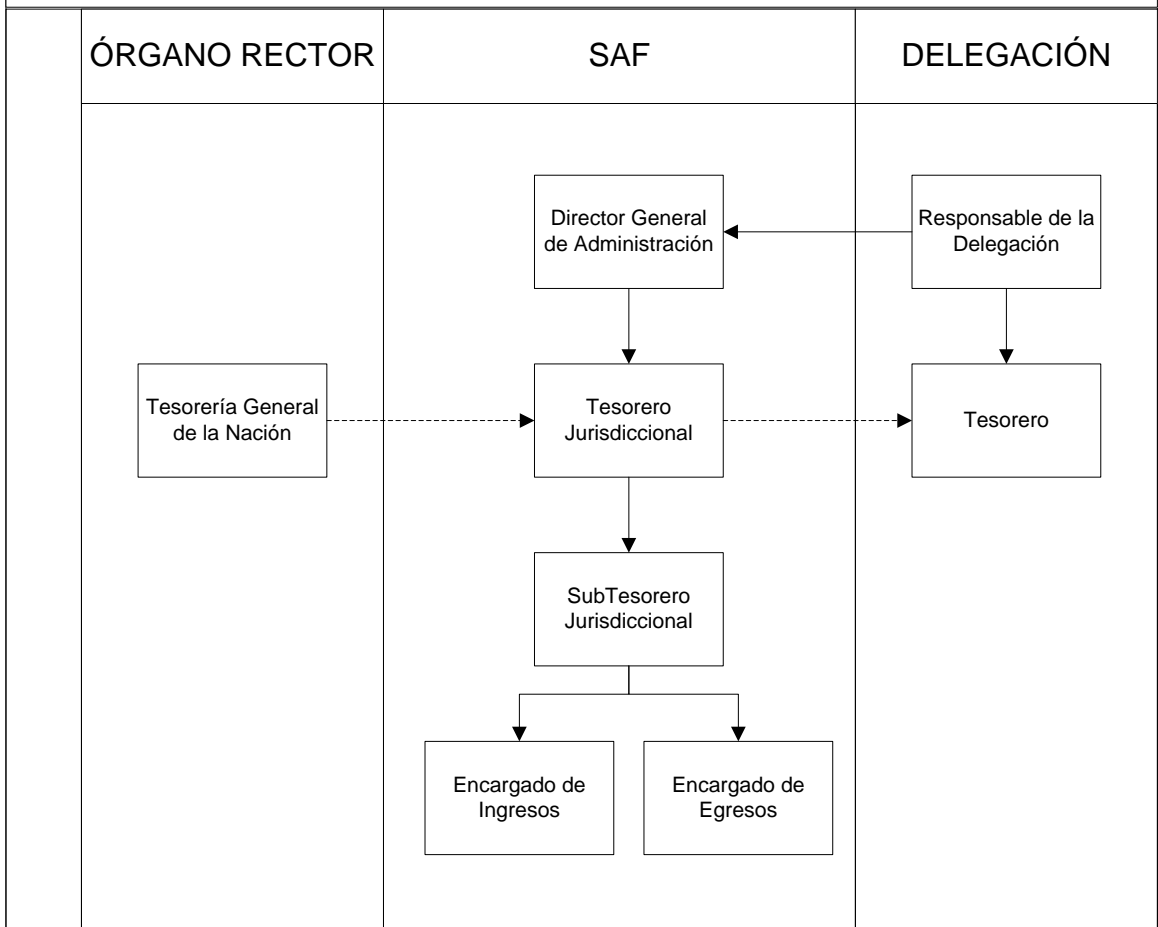 ÓRGANO RECTOR
SAF
DELEGACIÓN
Director General
de Administración
Responsable de la
Delegación
Tesorería General
de la Nación
Tesorero
Jurisdiccional
Tesorero
SubTesorero
Jurisdiccional
Encargado de
Ingresos
Encargado de
Egresos